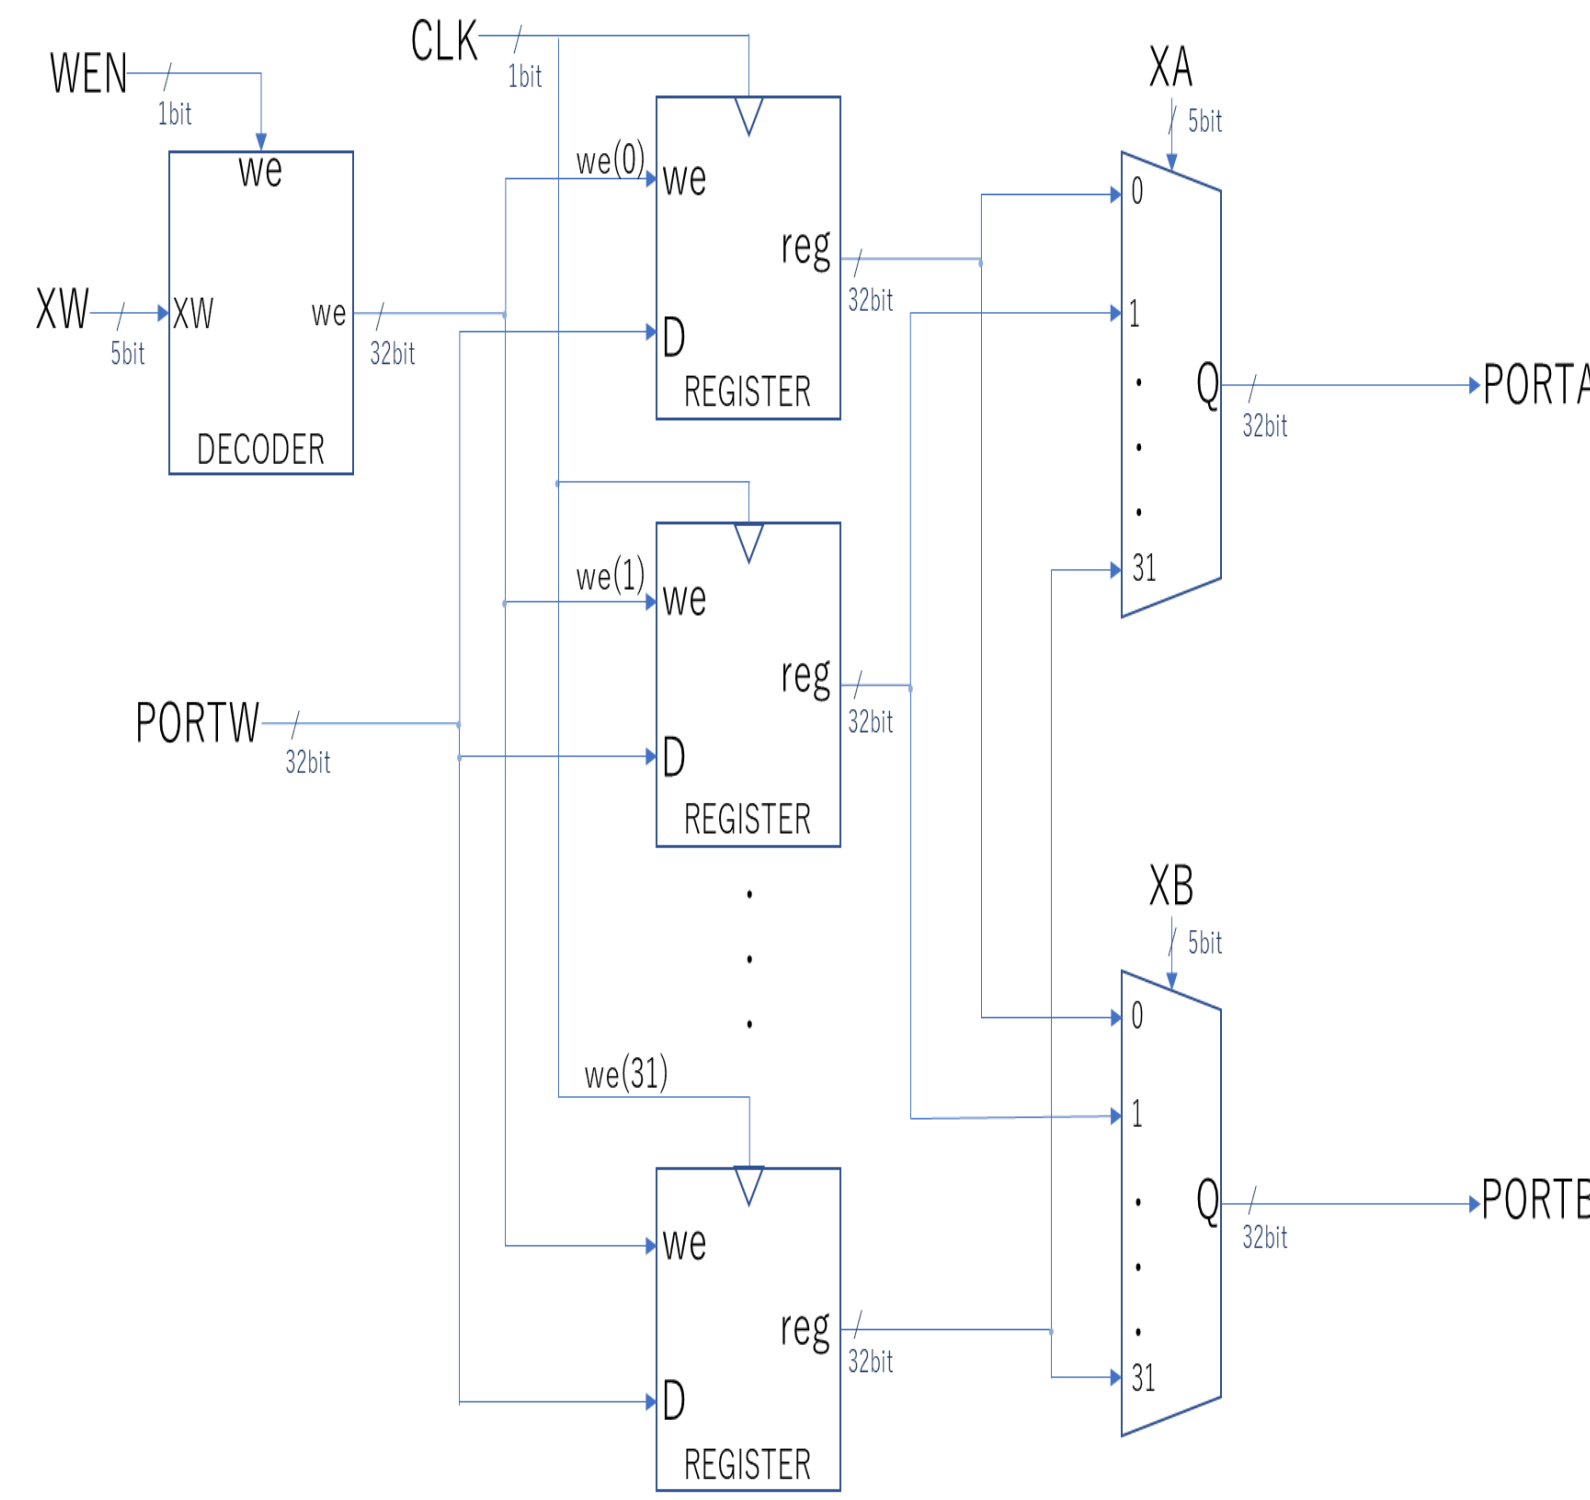 CLK
1bit
WEN
1bit
we
XW
5bit
XW
we
32bit
DECODER
we(0)
we
reg
32bit
D
REGISTER
we(1)
we
reg
32bit
D
REGISTER
PORTW
32bit
we(31)
we
reg
32bit
D
REGISTER
XA
5bit
0
1
31
Q
32bit
PORTA
XB
5bit
0
1
31
Q
32bit
PORTB